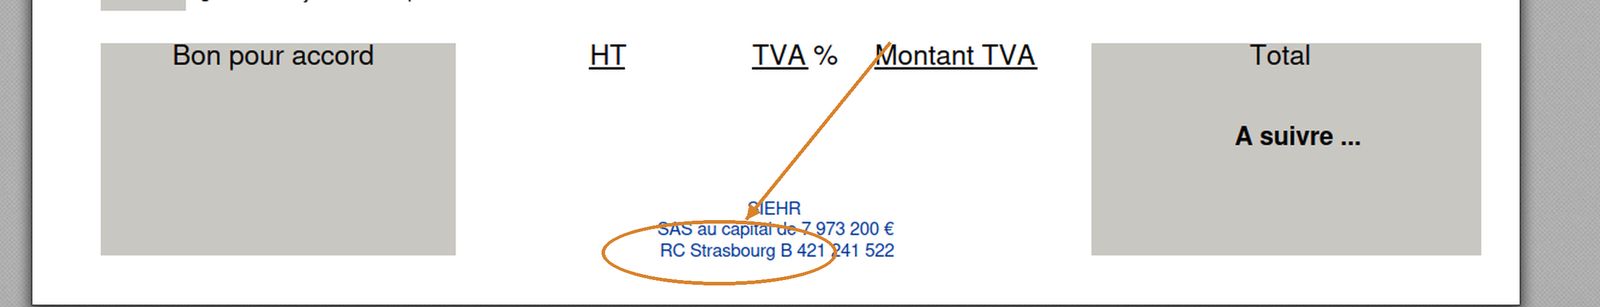 Bon pour accord
HT
TVA %
Montant TVA
Total
A suivre ...
SIEHR
SAS au capital de 7 973 200 €
RC Strasbourg B 421 241 522